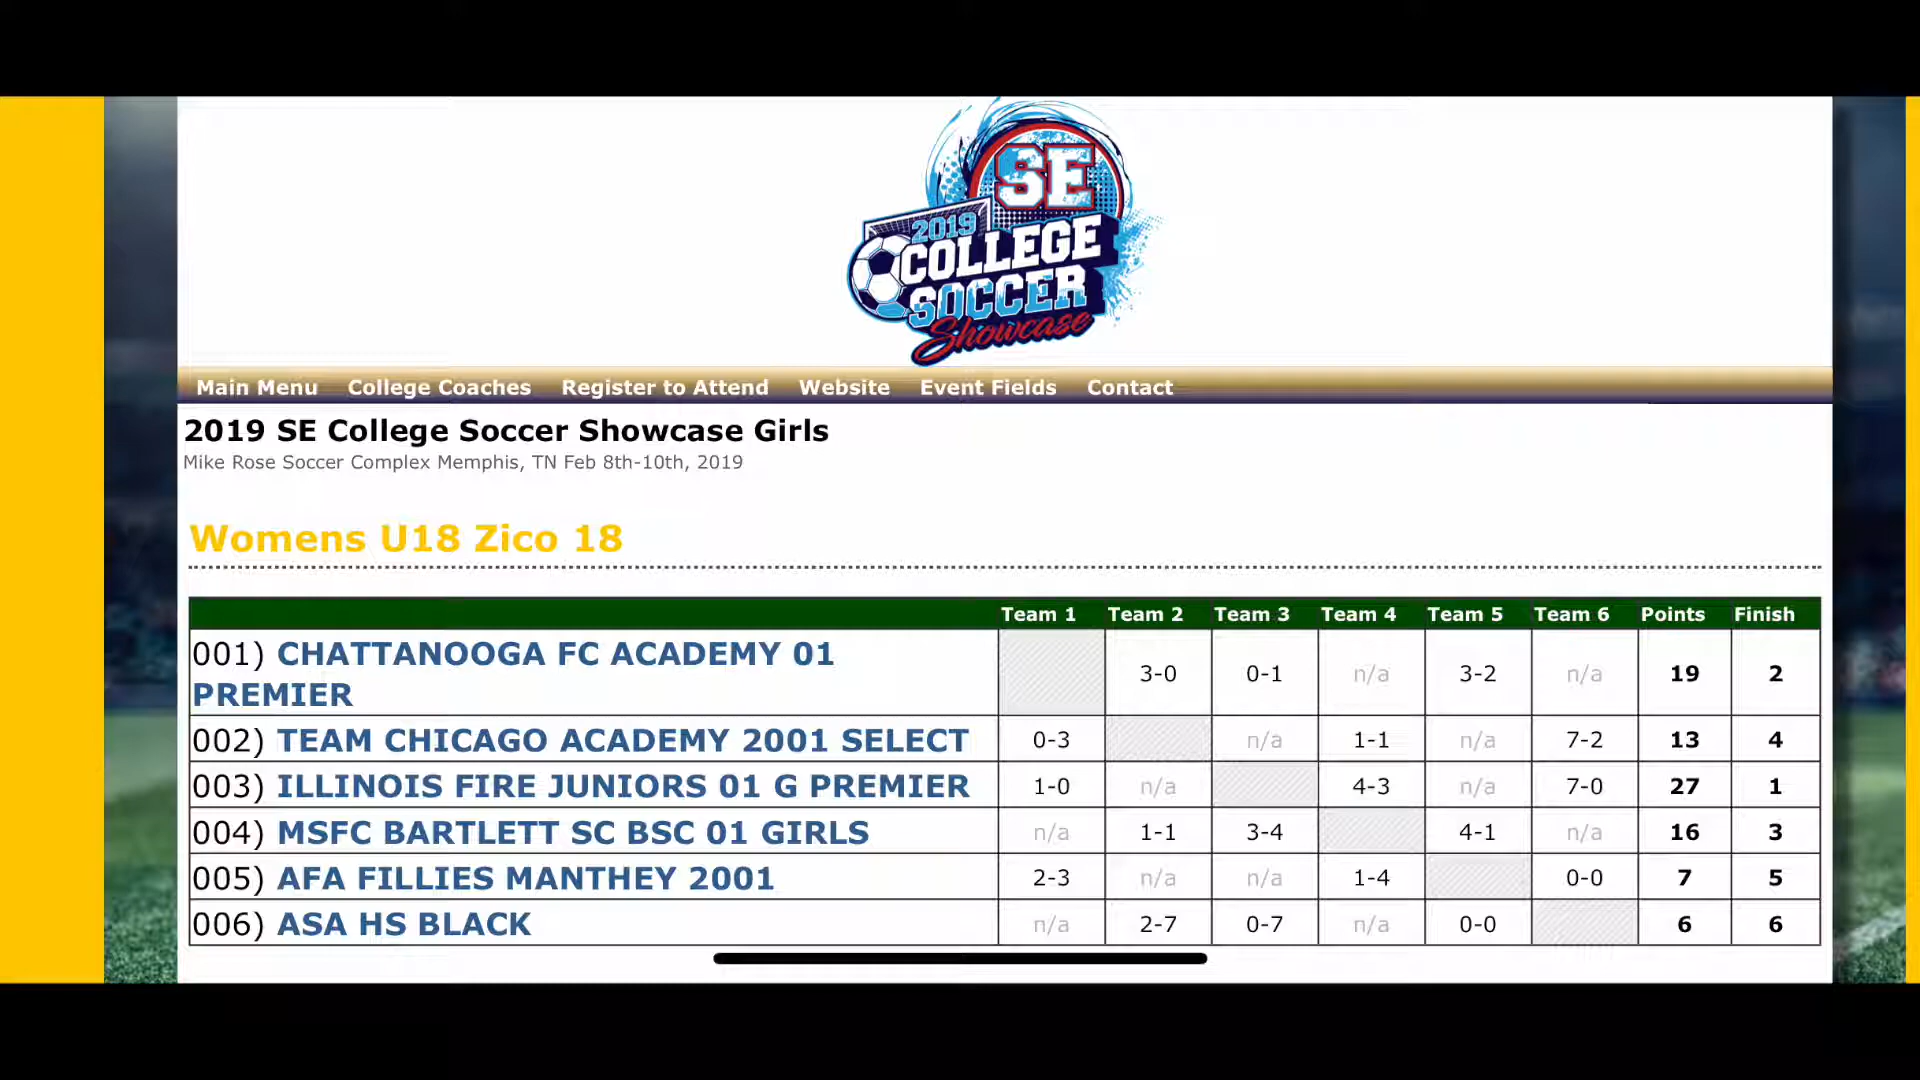 SE
2019
COLLEGE
SOCCER
Showcase
Main Menu College Coaches Register to Attend Website Event Fields Contact
2019 SE College Soccer Showcase Girls
Mike Rose Soccer Complex Memphis, TN Feb 8th-10th, 2019
Womens U18 Zico 18
Team 1 Team 2 Team 3 Team 4 Team 5 Team 6 Points Finish
001) CHATTANOOGA FC ACADEMY 01
PREMIER 3-0 0-1 n/a 3-2 n/a 19 2
002) TEAM CHICAGO ACADEMY 2001 SELECT 0-3 n/a 1-1 n/a 7-2 13 4
003) ILLINOIS FIRE JUNIORS 01 G PREMIER 1-0 n/a 4-3 n/a 7-0 27 1
004) MSFC BARTLETT SC BSC 01 GIRLS n/a 1-1 3-4 4-1 n/a 16 3
005) AFA FILLIES MANTHEY 2001 2-3 n/a n/a 1-4 0-0 7 5
006) ASA HS BLACK n/a 2-7 0-7 n/a 0-0 6 6